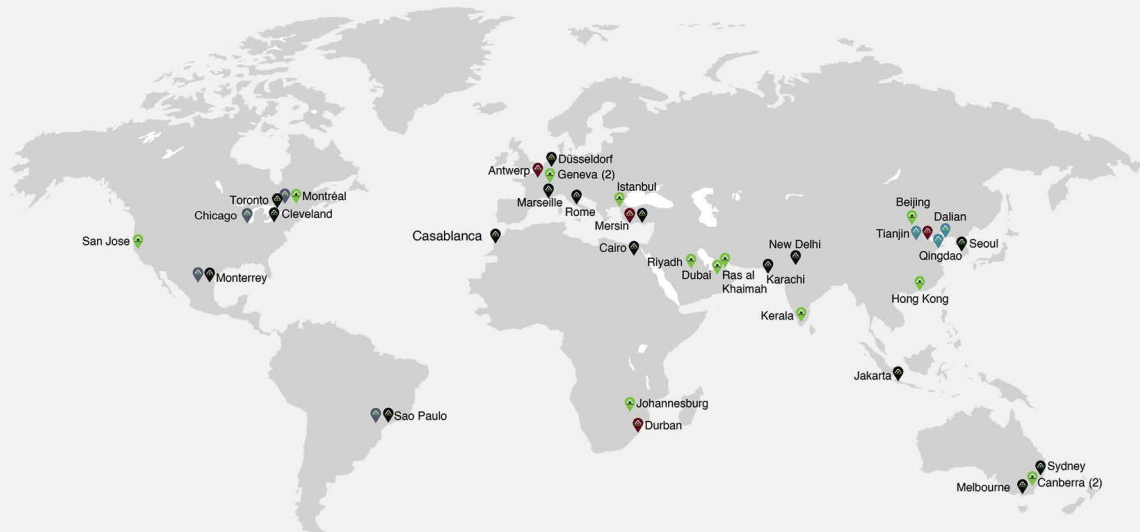 Düsseldorf
Antwerp
Geneva (2)
Istanbul
Toronto
Montréal
Marseille
Rome
Beijing
Chicago
Cleveland
Mersin
Dalian
Tianjin
San Jose
Casablanca
Cairo
New Delhi
Seoul
Qingdao
Riyadh
Monterrey
Dubai
Ras al
Khaimah
Karachi
Hong Kong
Kerala
Jakarta
Johannesburg
Sao Paulo
Durban
Sydney
Canberra (2)
Melbourne